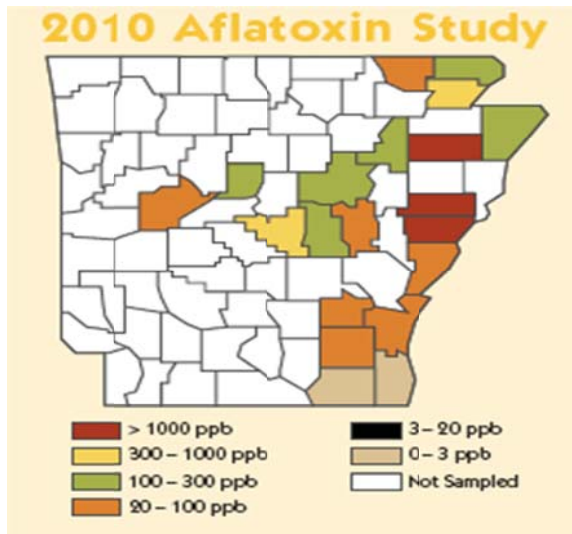 2010 Aflatoxin Study
> 1000 ppb
300 – 1000 ppb
100 – 300 ppb
20 – 100 ppb
3 – 20 ppb
0 – 3 ppb
Not Sampled